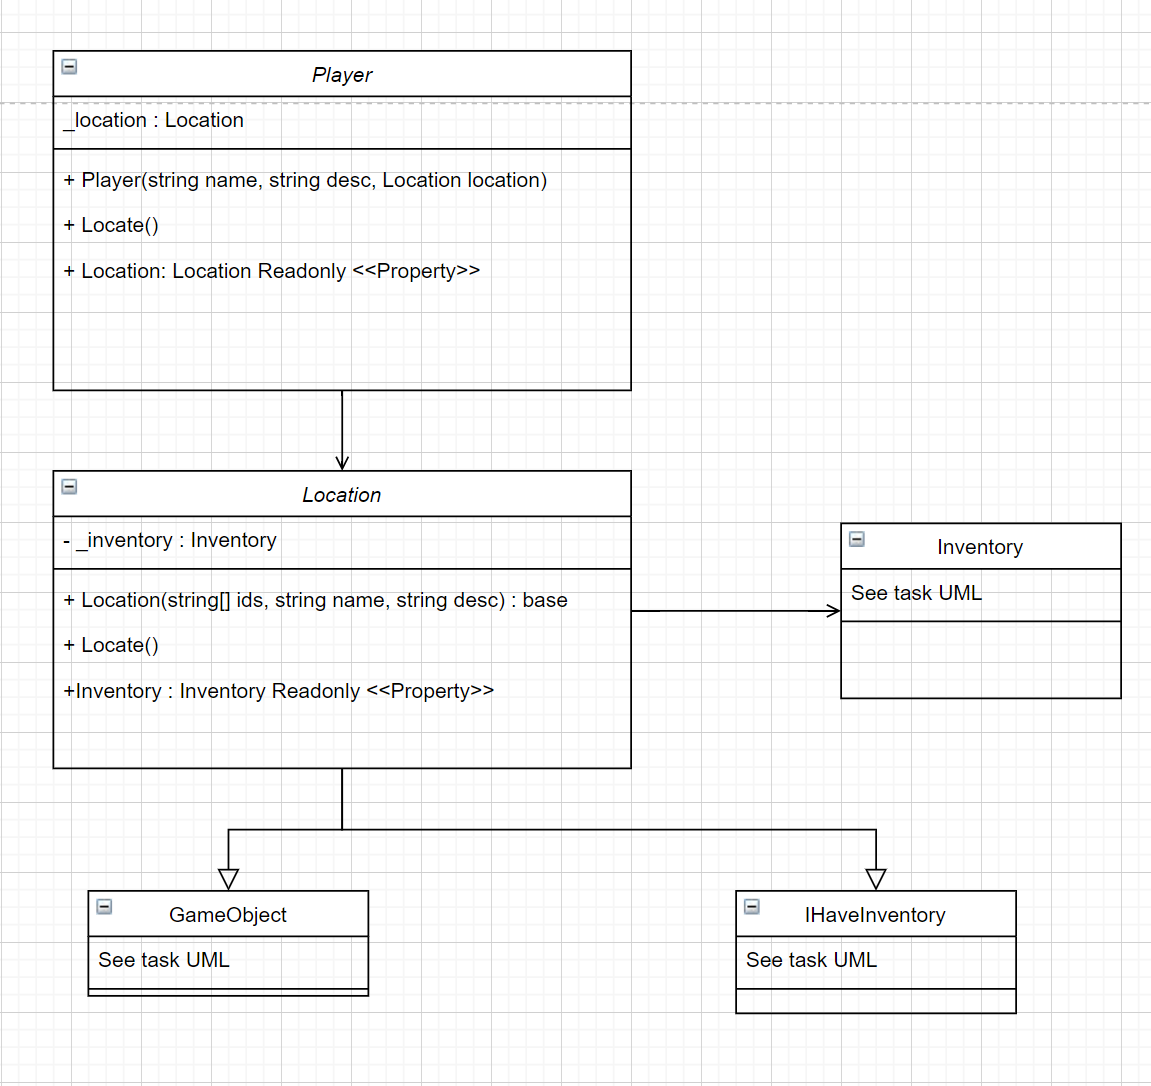 Player
_location : Location
+ Player(string name, string desc, Location location)
+ Locate()
+ Location: Location Readonly <<Property>>
Location
- _inventory : Inventory
+ Location(string[] ids, string name, string desc) : base
+ Locate()
+Inventory : Inventory Readonly <<Property>>
Inventory
See task UML
GameObject
See task UML
IHaveInventory
See task UML